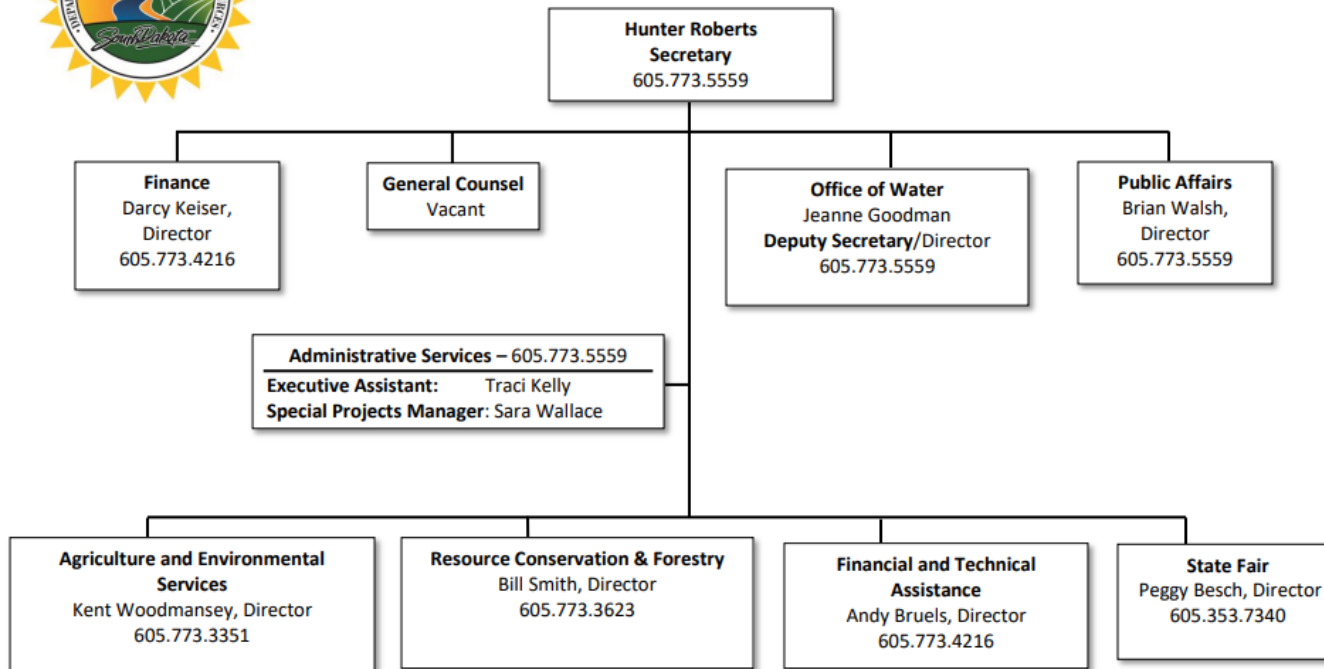 DEPA
RCES
South Dakota
Hunter Roberts
Secretary
605.773.5559
Finance
Darcy Keiser,
Director
605.773.4216
General Counsel
Vacant
Office of Water
Jeanne Goodman
Deputy Secretary/Director
605.773.5559
Public Affairs
Brian Walsh,
Director
605.773.5559
Administrative Services – 605.773.5559
Executive Assistant: Traci Kelly
Special Projects Manager: Sara Wallace
Agriculture and Environmental
Services
Kent Woodmansey, Director
605.773.3351
Resource Conservation & Forestry
Bill Smith, Director
605.773.3623
Financial and Technical
Assistance
Andy Bruels, Director
605.773.4216
State Fair
Peggy Besch, Director
605.353.7340